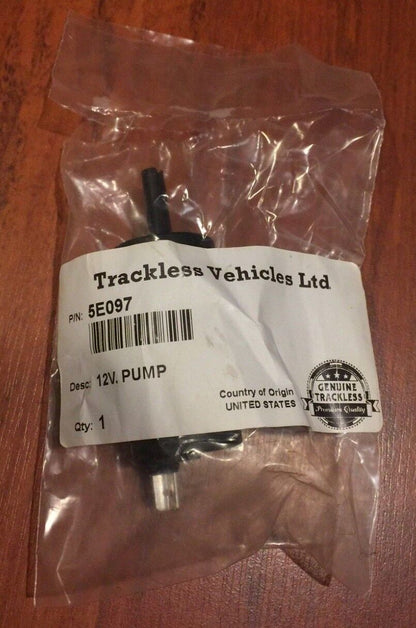 Trackless Vehicles Ltd
P/N: 5E097
Desc: 12V. PUMP
Country of Origin
UNITED STATES
Qty: 1
GENUINE
TRACKLESS
Premium Quality